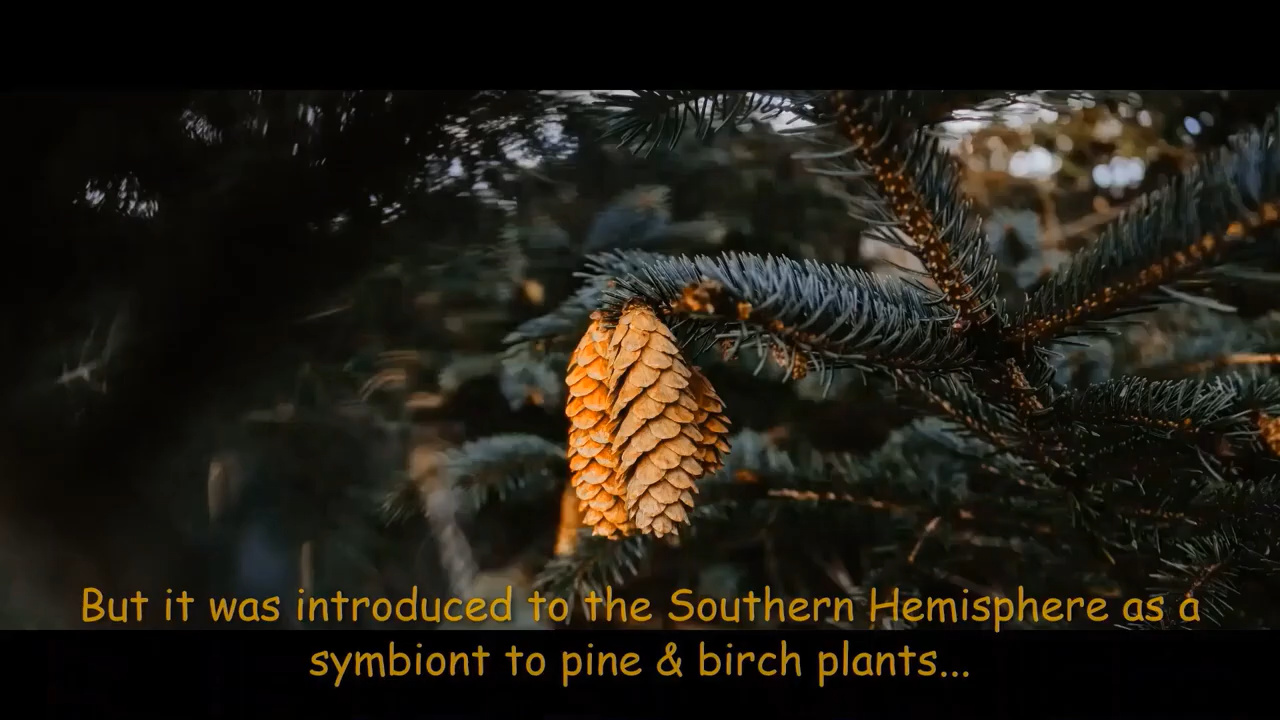 But it was introduced to the Southern Hemisphere as a
symbiont to pine & birch plants...